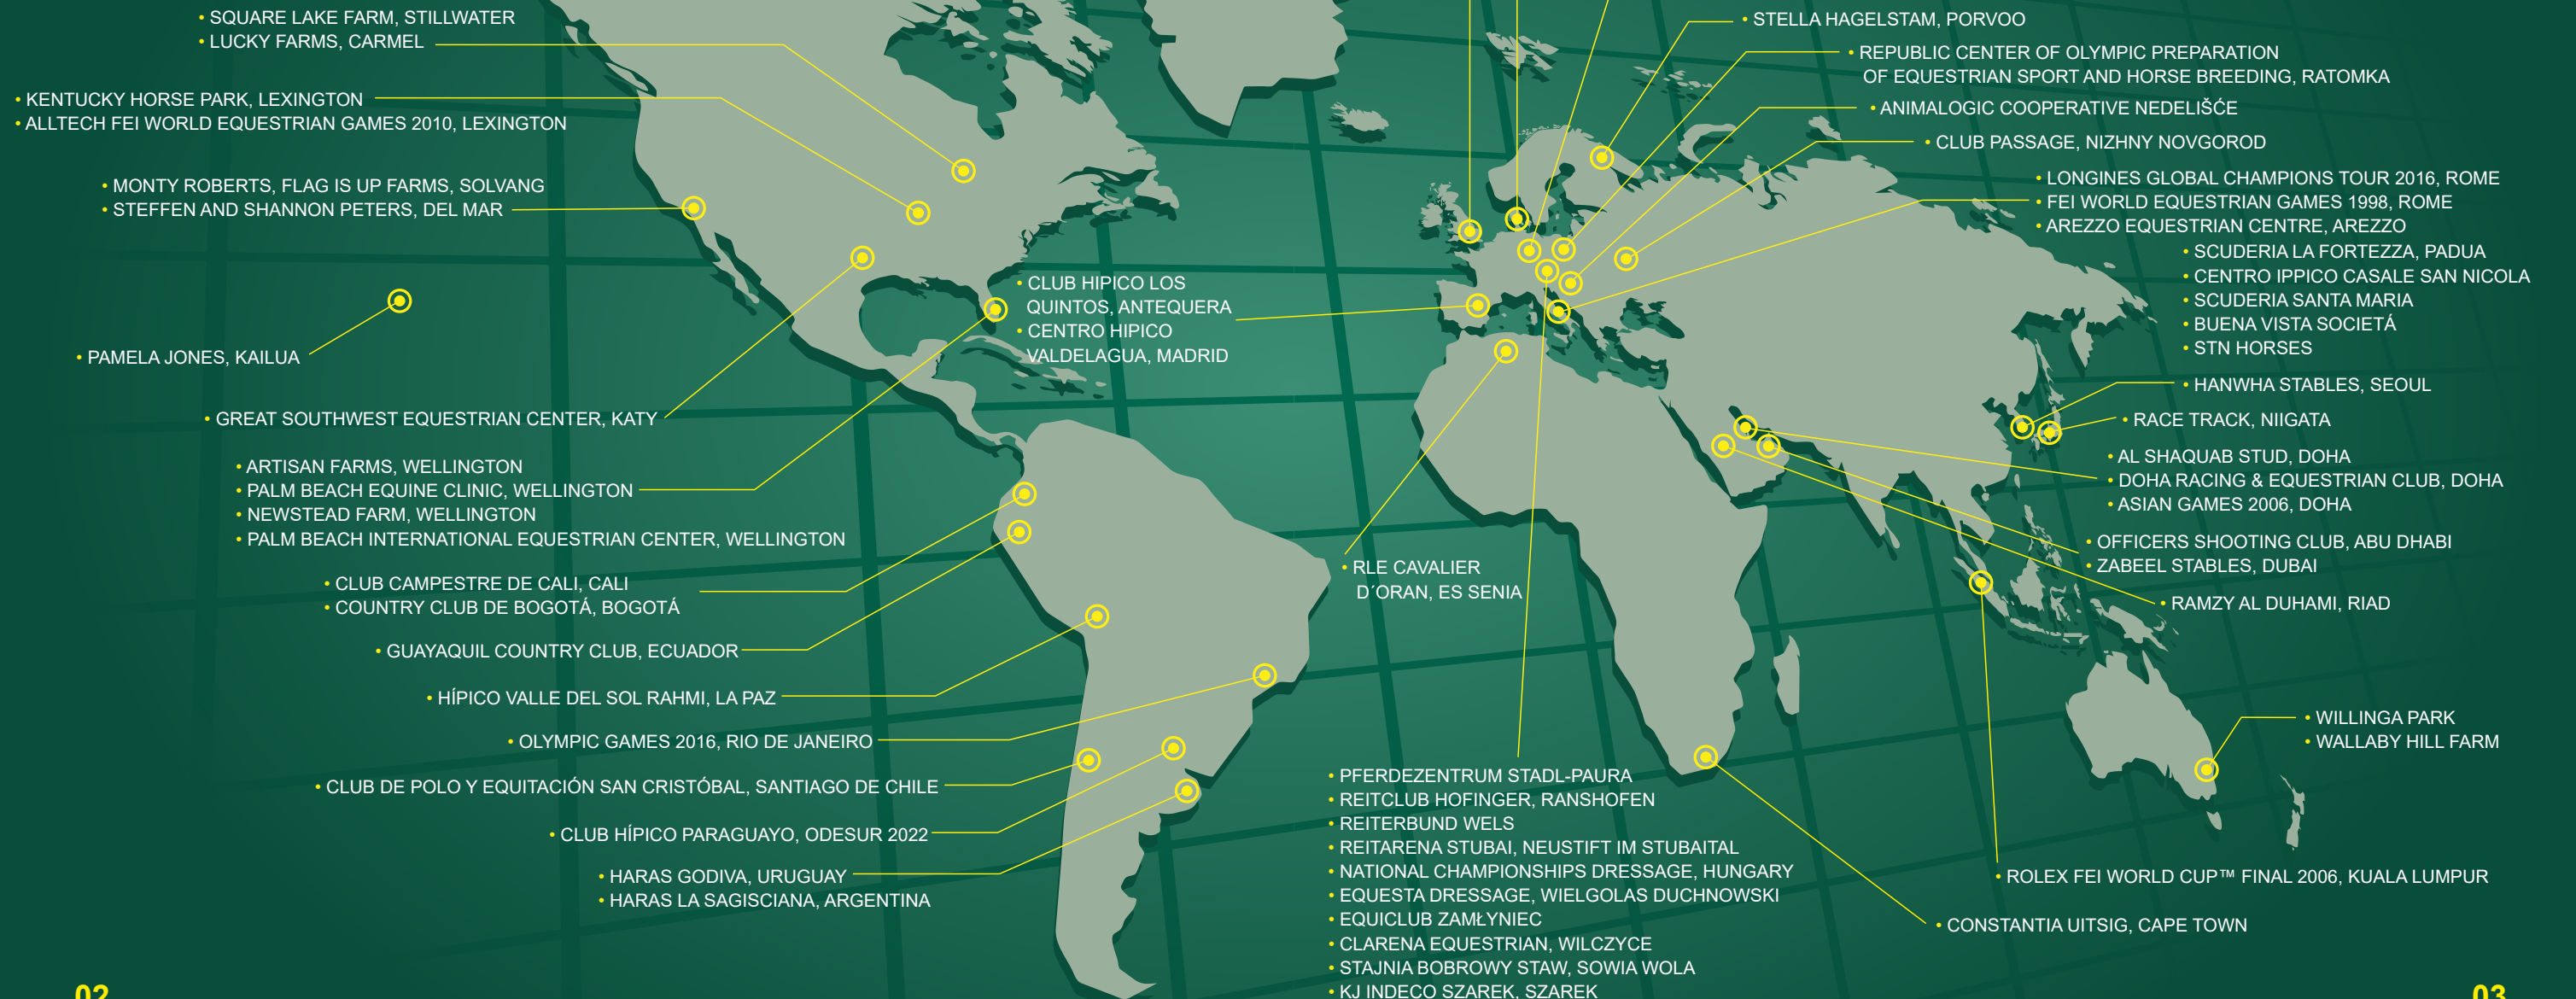 • SQUARE LAKE FARM, STILLWATER
• LUCKY FARMS, CARMEL
• KENTUCKY HORSE PARK, LEXINGTON
• ALLTECH FEI WORLD EQUESTRIAN GAMES 2010, LEXINGTON
• MONTY ROBERTS, FLAG IS UP FARMS, SOLVANG
• STEFFEN AND SHANNON PETERS, DEL MAR
• PAMELA JONES, KAILUA
• GREAT SOUTHWEST EQUESTRIAN CENTER, KATY
• ARTISAN FARMS, WELLINGTON
• PALM BEACH EQUINE CLINIC, WELLINGTON
• NEWSTEAD FARM, WELLINGTON
• PALM BEACH INTERNATIONAL EQUESTRIAN CENTER, WELLINGTON
• CLUB CAMPESTRE DE CALI, CALI
• COUNTRY CLUB DE BOGOTÁ, BOGOTÁ
• GUAYAQUIL COUNTRY CLUB, ECUADOR
• HÍPICO VALLE DEL SOL RAHMI, LA PAZ
• OLYMPIC GAMES 2016, RIO DE JANEIRO
• CLUB DE POLO Y EQUITACIÓN SAN CRISTÓBAL, SANTIAGO DE CHILE
• CLUB HÍPICO PARAGUAYO, ODESUR 2022
• HARAS GODIVA, URUGUAY
• HARAS LA SAGISCIANA, ARGENTINA
• CLUB HIPICO LOS
QUINTOS, ANTEQUERA
• CENTRO HIPICO
VALDELAGUA, MADRID
• RLE CAVALIER
D´ORAN, ES SENIA
• PFERDEZENTRUM STADL-PAURA
• REITCLUB HOFINGER, RANSHOFEN
• REITERBUND WELS
• REITARENA STUBAI, NEUSTIFT IM STUBAITAL
• NATIONAL CHAMPIONSHIPS DRESSAGE, HUNGARY
• EQUESTA DRESSAGE, WIELGOLAS DUCHNOWSKI
• EQUICLUB ZAMŁYNIEC
• CLARENA EQUESTRIAN, WILCZYCE
• STAJNIA BOBROWY STAW, SOWIA WOLA
• KJ INDECO SZAREK, SZAREK
• STELLA HAGELSTAM, PORVOO
• REPUBLIC CENTER OF OLYMPIC PREPARATION
OF EQUESTRIAN SPORT AND HORSE BREEDING, RATOMKA
• ANIMALOGIC COOPERATIVE NEDELIŠĆE
• CLUB PASSAGE, NIZHNY NOVGOROD
• LONGINES GLOBAL CHAMPIONS TOUR 2016, ROME
• FEI WORLD EQUESTRIAN GAMES 1998, ROME
• AREZZO EQUESTRIAN CENTRE, AREZZO
• SCUDERIA LA FORTEZZA, PADUA
• CENTRO IPPICO CASALE SAN NICOLA
• SCUDERIA SANTA MARIA
• BUENA VISTA SOCIETÁ
• STN HORSES
• HANWHA STABLES, SEOUL
• RACE TRACK, NIIGATA
• AL SHAQUAB STUD, DOHA
• DOHA RACING & EQUESTRIAN CLUB, DOHA
• ASIAN GAMES 2006, DOHA
• OFFICERS SHOOTING CLUB, ABU DHABI
• ZABEEL STABLES, DUBAI
• RAMZY AL DUHAMI, RIAD
• WILLINGA PARK
• WALLABY HILL FARM
• ROLEX FEI WORLD CUP™ FINAL 2006, KUALA LUMPUR
• CONSTANTIA UITSIG, CAPE TOWN
02
03